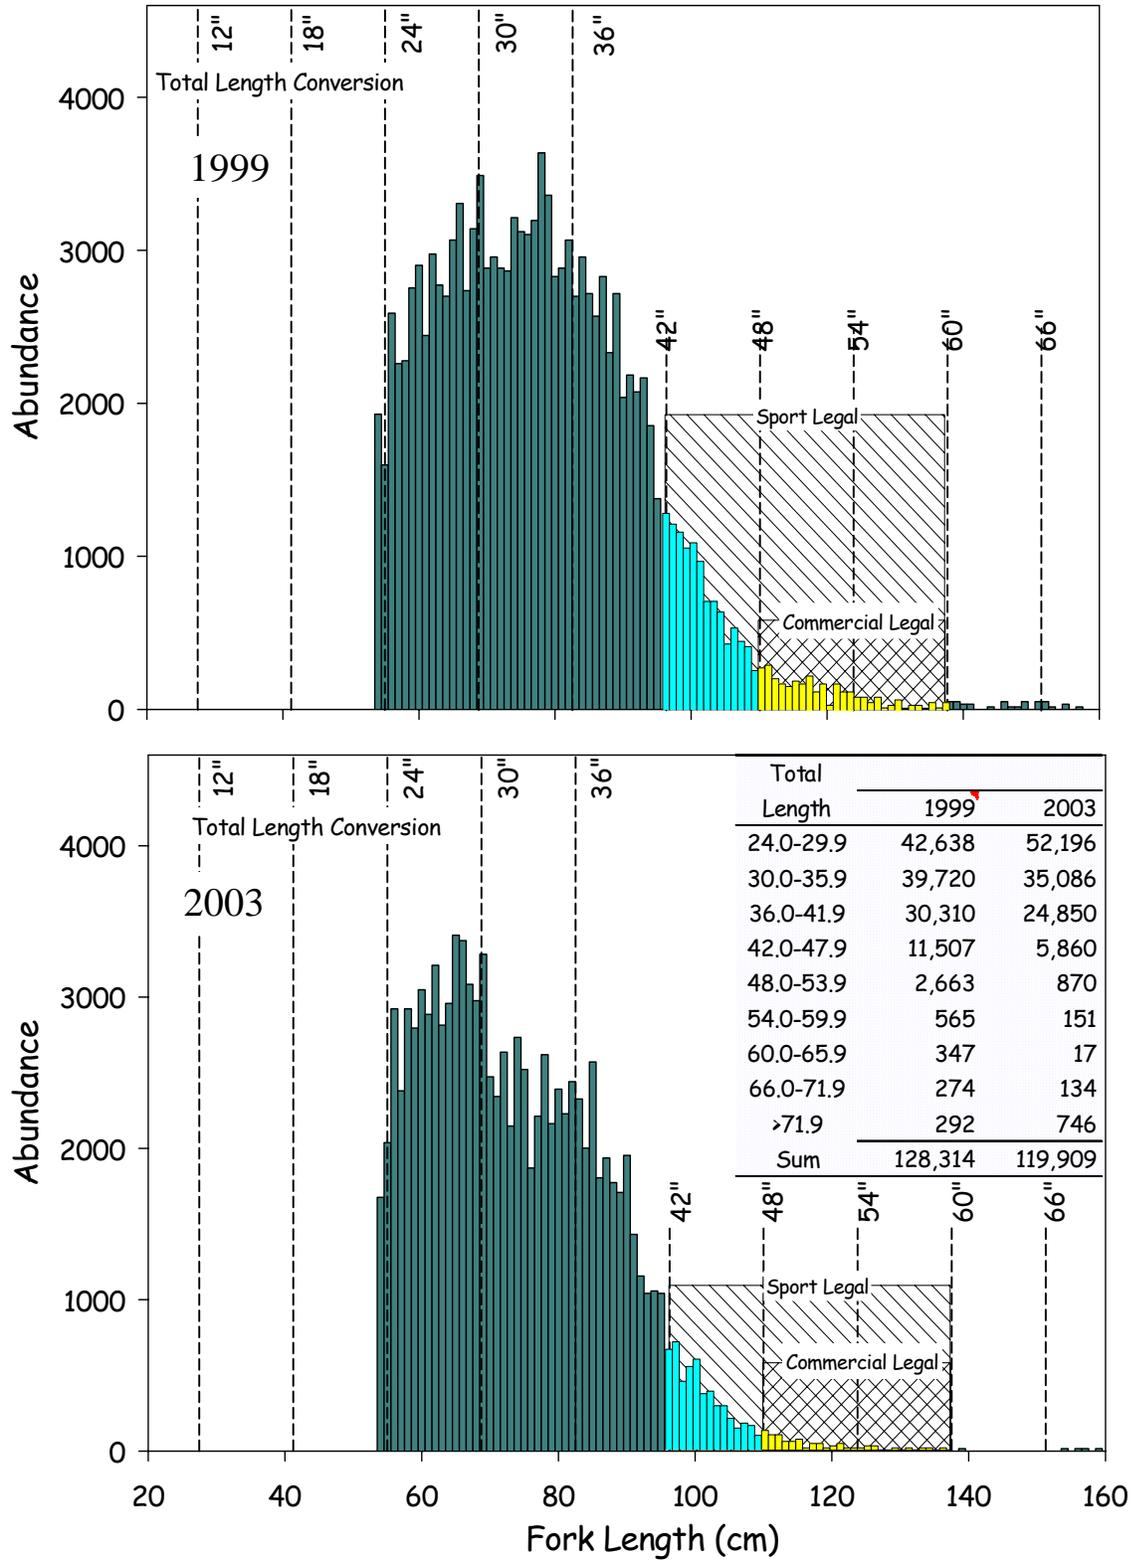 12" 18" 24" 30" 36"
Total Length Conversion
4000
1999
3000
42" 48" 54" 60" 66"
2000
Sport Legal
1000
Commercial Legal
0
Abundance
12" 18" 24" 30" 36"
Total Length Conversion
4000
2003
3000
2000
1000
0
Abundance
Total
Length 1999 2003
24.0-29.9 42,638 52,196
30.0-35.9 39,720 35,086
36.0-41.9 30,310 24,850
42.0-47.9 11,507 5,860
48.0-53.9 2,663 870
54.0-59.9 565 151
60.0-65.9 347 17
66.0-71.9 274 134
>71.9 292 746
Sum 128,314 119,909
42" 48" 54" 60" 66"
Sport Legal
Commercial Legal
20 40 60 80 100 120 140 160
Fork Length (cm)